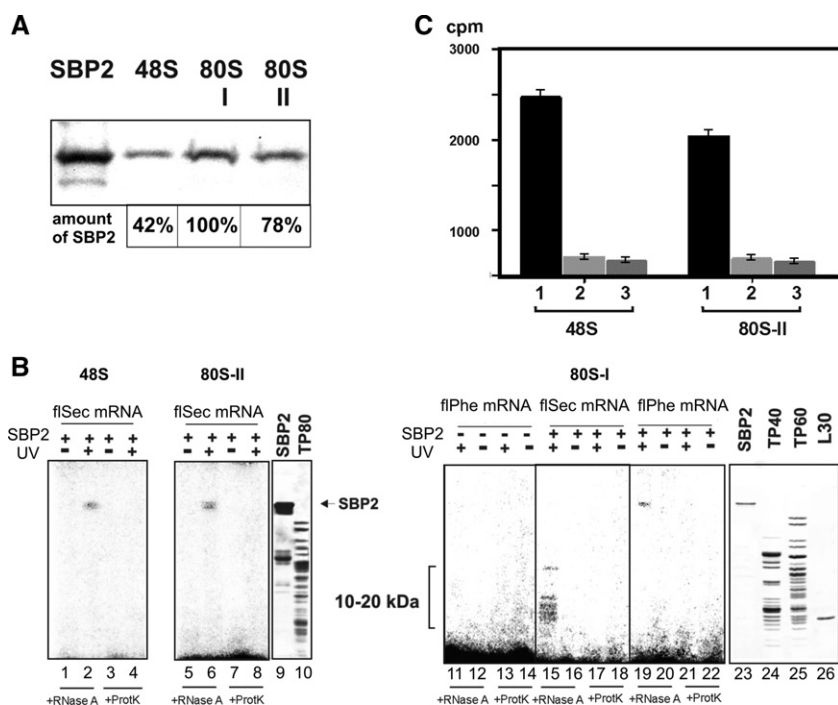 A
SBP2 48S 80S 80S
I II
amount of SBP2 42% 100% 78%
C
cpm
3000
2000
1000
1 2 3 1 2 3
48S 80S-II
B
48S 80S-II
flSec mRNA flSec mRNA
SBP2 + + + + + + + +
UV - + - + - + - +
SBP2 TP80
SBP2
1 2 3 4 5 6 7 8 9 10
+RNase A +ProtK +RNase A +ProtK
80S-I
flPhe mRNA flSec mRNA flPhe mRNA
SBP2 - - - - + + + + + + + +
UV + - + - + - + - + - + -
SBP2 TP40 TP60 L30
10-20 kDa
11 12 13 14 15 16 17 18 19 20 21 22 23 24 25 26
+RNase A +ProtK +RNase A +ProtK +RNase A +ProtK